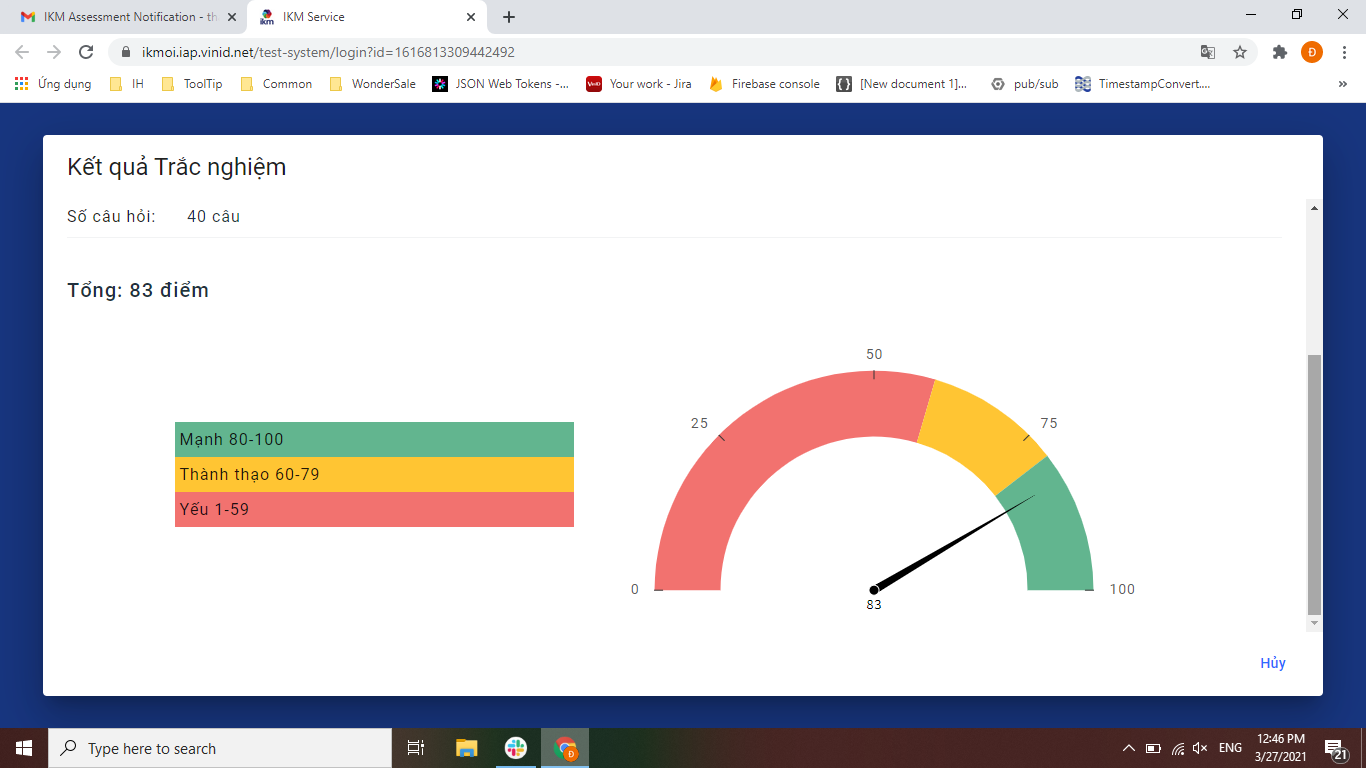 IKM Assessment Notification - th
IKM Service
ikmoi.iap.vinid.net/test-system/login?id=1616813309442492
Ứng dụng IH ToolTip Common WonderSale JSON Web Tokens -... Your work - Jira Firebase console [New document 1]... pub/sub TimestampConvert.... »
Kết quả Trắc nghiệm
Số câu hỏi: 40 câu
Tổng: 83 điểm
Mạnh 80-100
Thành thạo 60-79
Yếu 1-59
50
25
75
0
100
83
Hủy
Type here to search
ENG
12:46 PM
3/27/2021
21